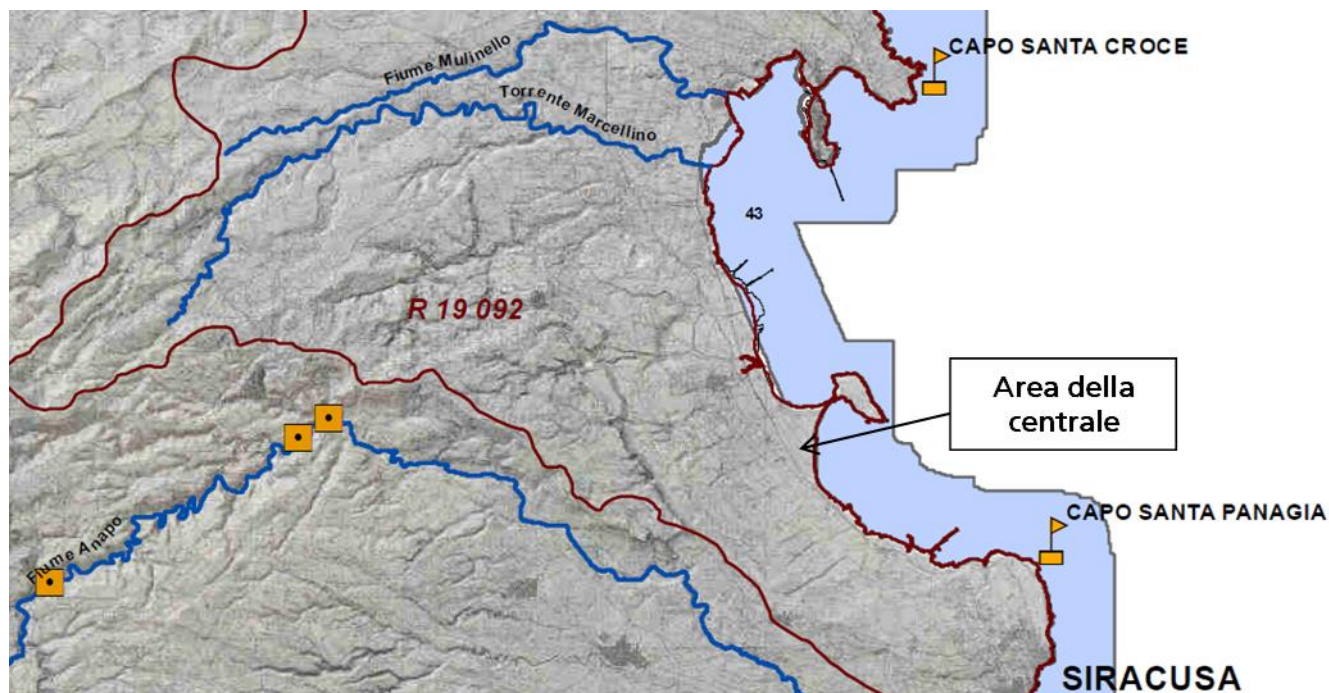 CAPO SANTA CROCE
Fiume Mulinello
Torrente Marcellino
43
R 19 092
Area della
centrale
CAPO SANTA PANAGIA
Fiume Anapo
SIRACUSA